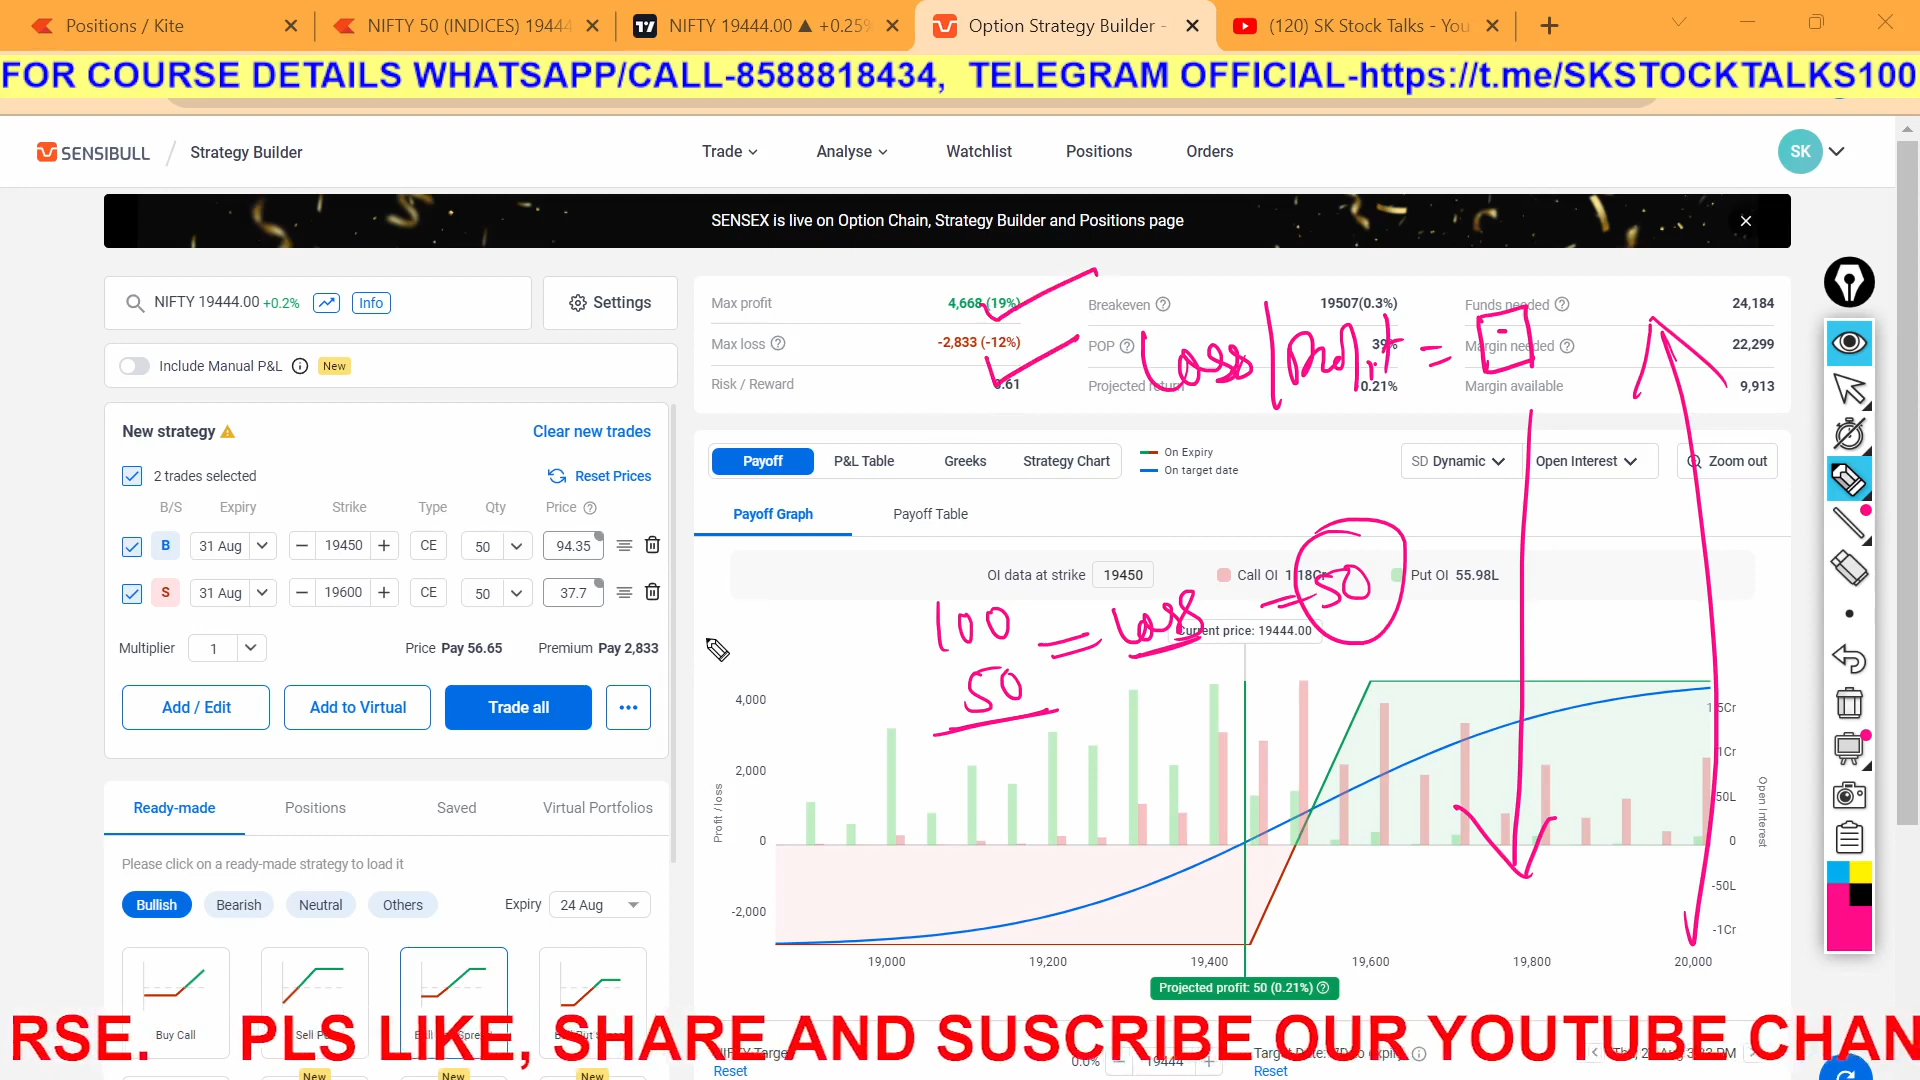 Positions / Kite
NIFTY 50 (INDICES) 19444
NIFTY 19444.00 ▲ +0.25%
Option Strategy Builder -
(120) SK Stock Talks - You
FOR COURSE DETAILS WHATSAPP/CALL-8588818434, TELEGRAM OFFICIAL-https://t.me/SKSTOCKTALKS100
SENSIBULL / Strategy Builder
Trade
Analyse
Watchlist
Positions
Orders
SK
SENSEX is live on Option Chain, Strategy Builder and Positions page
NIFTY 19444.00 +0.2% Info
Settings
Include Manual P&L New
Max profit 4,668 (19%)
Max loss -2,833 (-12%)
Risk / Reward
Breakeven 19507(0.3%)
POP 39%
Projected return 0.21%
Funds needed 24,184
Margin needed 22,299
Margin available 9,913
Loss | Profit =
New strategy
Clear new trades
2 trades selected
Reset Prices
B/S Expiry Strike Type Qty Price
B 31 Aug − 19450 + CE 50 94.35
S 31 Aug − 19600 + CE 50 37.7
Multiplier 1 Price Pay 56.65 Premium Pay 2,833
Add / Edit
Add to Virtual
Trade all
Payoff
P&L Table
Greeks
Strategy Chart
On Expiry
On target date
SD Dynamic
Open Interest
Zoom out
Payoff Graph
Payoff Table
OI data at strike 19450
Call OI
Put OI 55.98L
100 = Loss = 50
50
Current price: 19444.00
4,000
2,000
0
-2,000
Profit / loss
1.5Cr
1Cr
50L
0
-50L
-1Cr
Open Interest
19,000
19,200
19,400
19,600
19,800
20,000
Projected profit: 50 (0.21%)
Ready-made
Positions
Saved
Virtual Portfolios
Please click on a ready-made strategy to load it
Bullish
Bearish
Neutral
Others
Expiry 24 Aug
Buy Call
RSE. PLS LIKE, SHARE AND SUSCRIBE OUR YOUTUBE CHAN
Reset
0.0% 19444
Reset
New
New
New